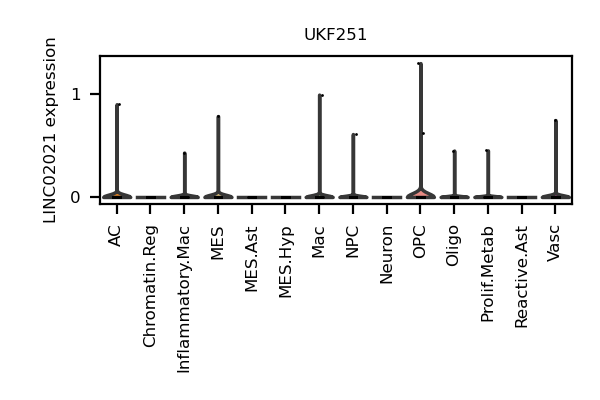 UKF251
LINC02021 expression
1
0
AC
Chromatin.Reg
Inflammatory.Mac
MES
MES.Ast
MES.Hyp
Mac
NPC
Neuron
OPC
Oligo
Prolif.Metab
Reactive.Ast
Vasc